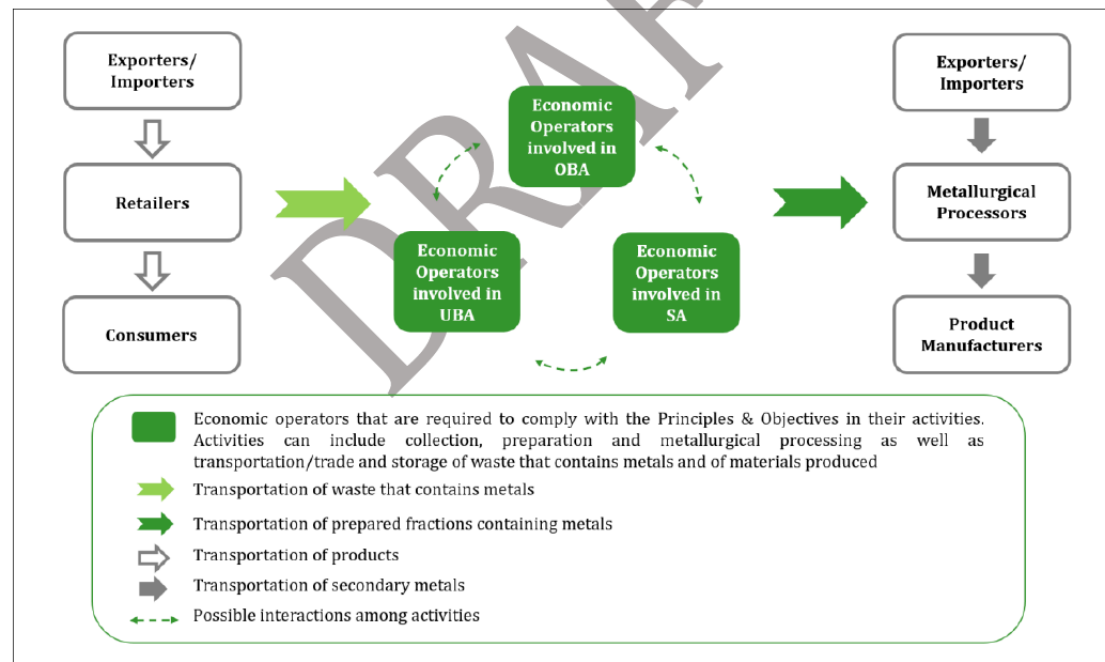 Exporters/
Importers
Retailers
Consumers
DRAF
Economic
Operators
involved in
OBA
Economic
Operators
involved in
UBA
Economic
Operators
involved in
SA
Exporters/
Importers
Metallurgical
Processors
Product
Manufacturers
Economic operators that are required to comply with the Principles & Objectives in their activities.
Activities can include collection, preparation and metallurgical processing as well as
transportation/trade and storage of waste that contains metals and of materials produced
Transportation of waste that contains metals
Transportation of prepared fractions containing metals
Transportation of products
Transportation of secondary metals
Possible interactions among activities